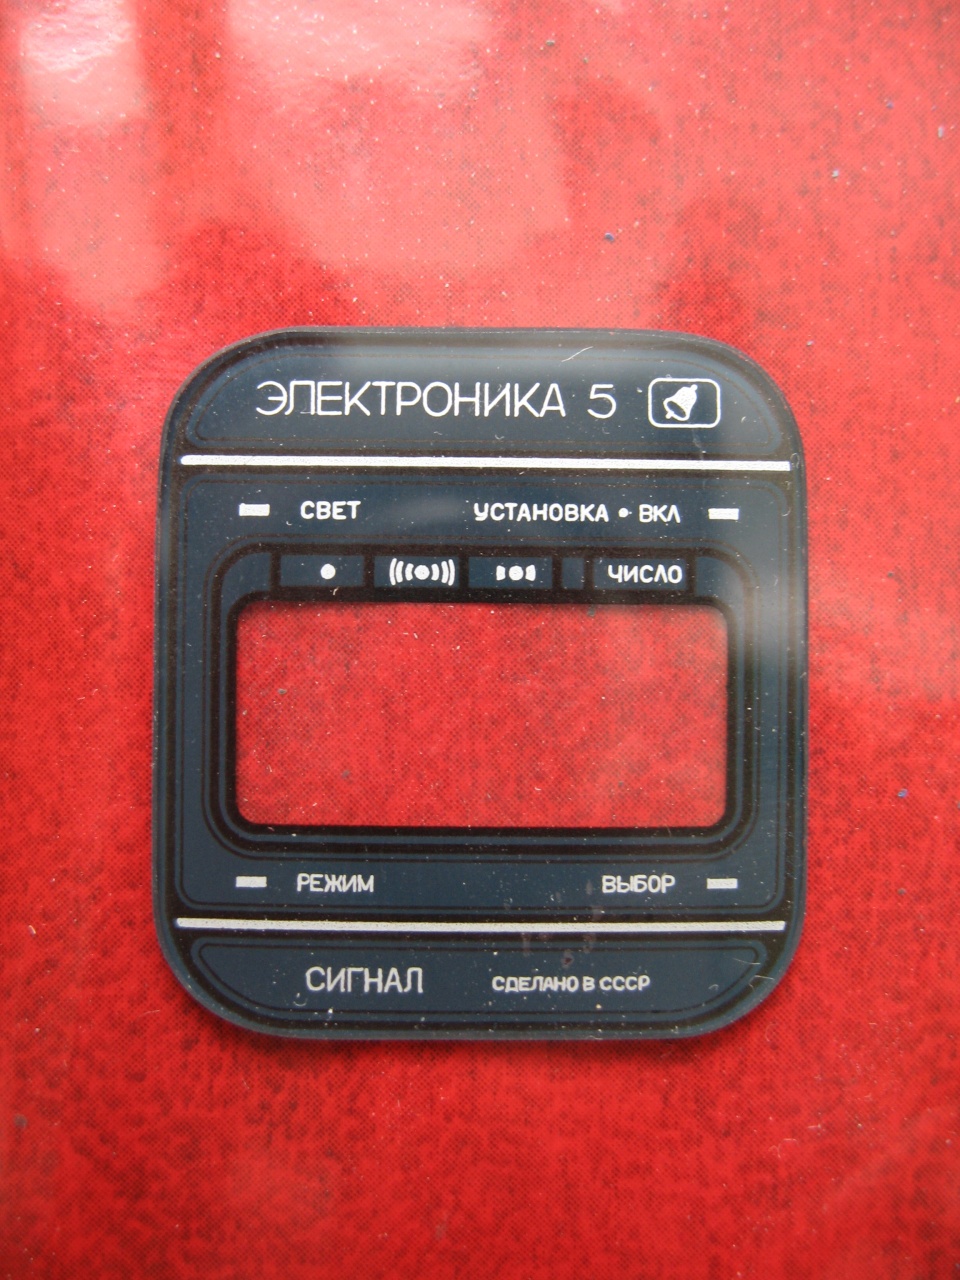 ЭЛЕКТРОНИКА 5
СВЕТ УСТАНОВКА • ВКЛ
ЧИСЛО
РЕЖИМ ВЫБОР
СИГНАЛ СДЕЛАНО В СССР